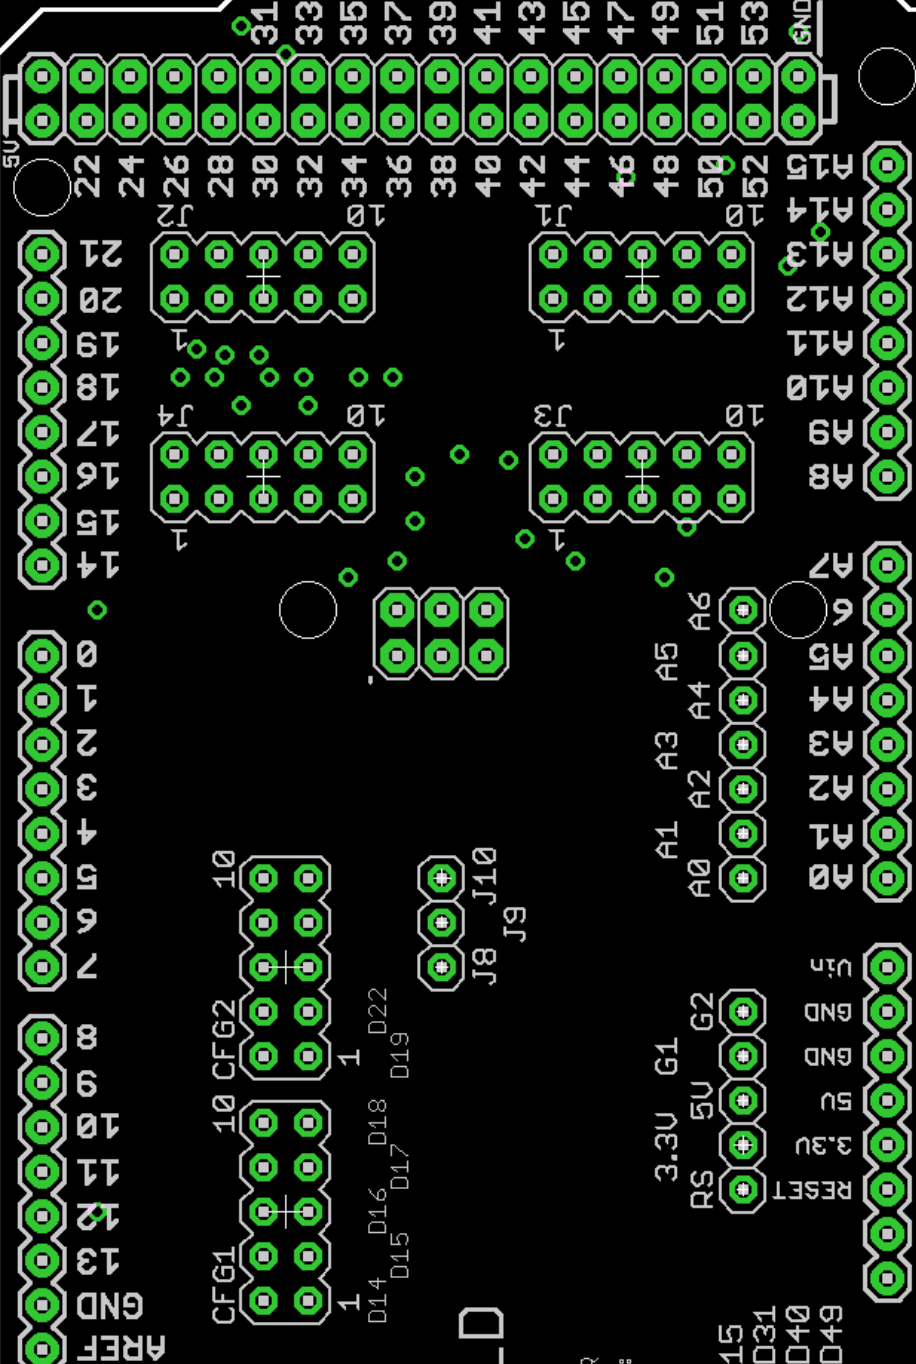 31 33 35 37 39 41 43 45 47 49 51 53 GND
5V
22 24 26 28 30 32 34 36 38 40 42 44 46 48 50 52
J2 10
J1 10
1
1
J4 10
J3 10
1
1
21
20
19
18
17
16
15
14
0
1
2
3
4
5
6
7
8
9
10
11
12
13
GND
AREF
A15
A14
A13
A12
A11
A10
A9
A8
A7
6
A5
A4
A3
A2
A1
A0
Vin
GND
GND
5V
3.3V
RESET
A6
A5
A4
A3
A2
A1
A0
10
CFG2
1
J10
J9
J8
D22
D19
10
CFG1
1
D18
D17
D16
D15
D14
G2
G1
5V
3.3V
RS
D
15
D31
D40
D49